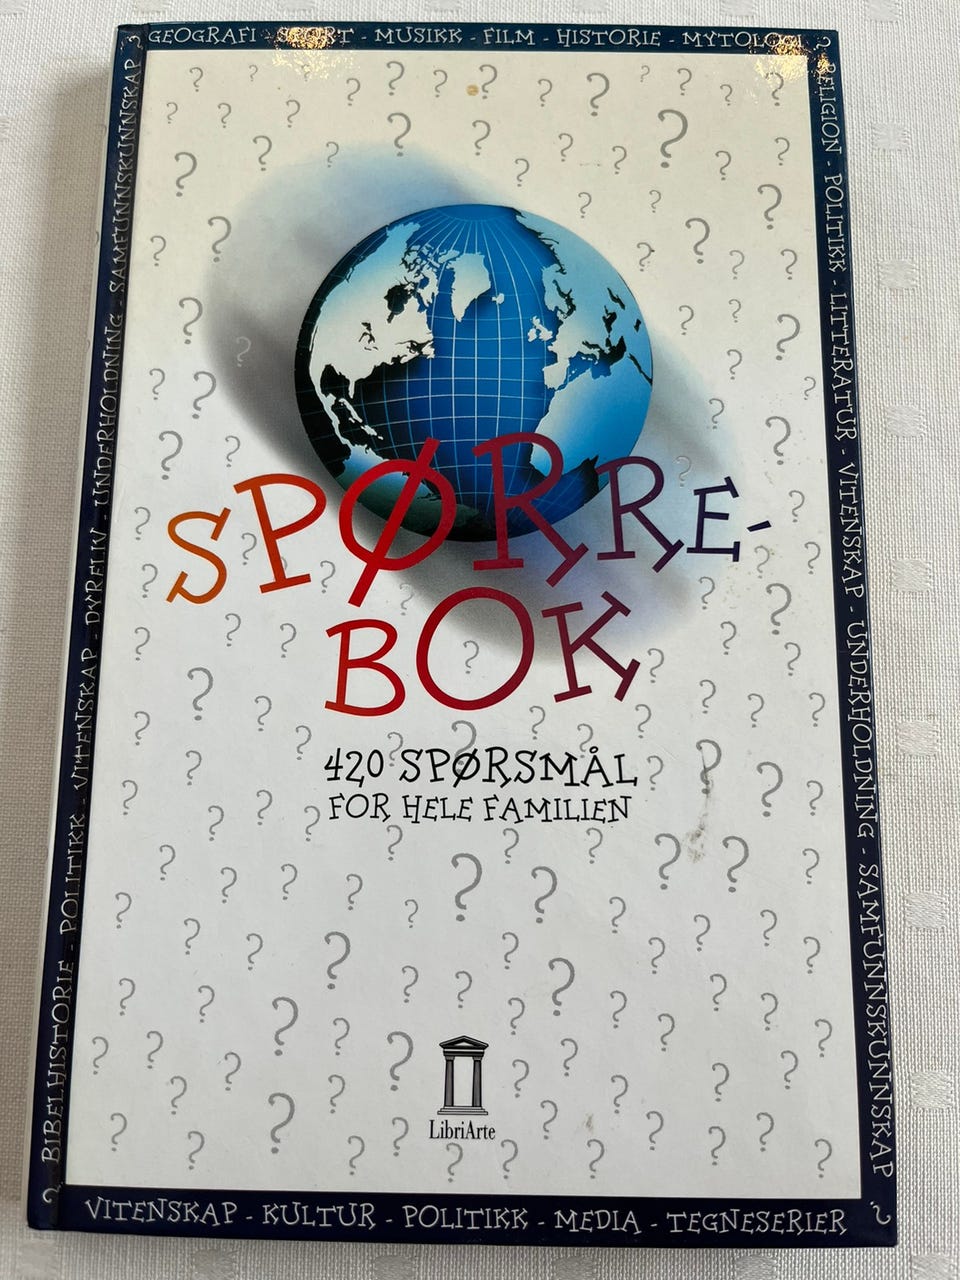 GEOGRAFI - SPORT - MUSIKK - FILM - HISTORIE - MYTOLOGI
RELIGION - POLITIKK - LITTERATUR - VITENSKAP - UNDERHOLDNING - SAMFUNNSKUNNSKAP
SPØRRE-
BOK
420 SPØRSMÅL
FOR HELE FAMILIEN
LibriArte
VITENSKAP - KULTUR - POLITIKK - MEDIA - TEGNESERIER
BIBELHISTORIE - POLITIKK - VITENSKAP - DYRELIV - UNDERHOLDNING - SAMFUNNSKUNNSKAP